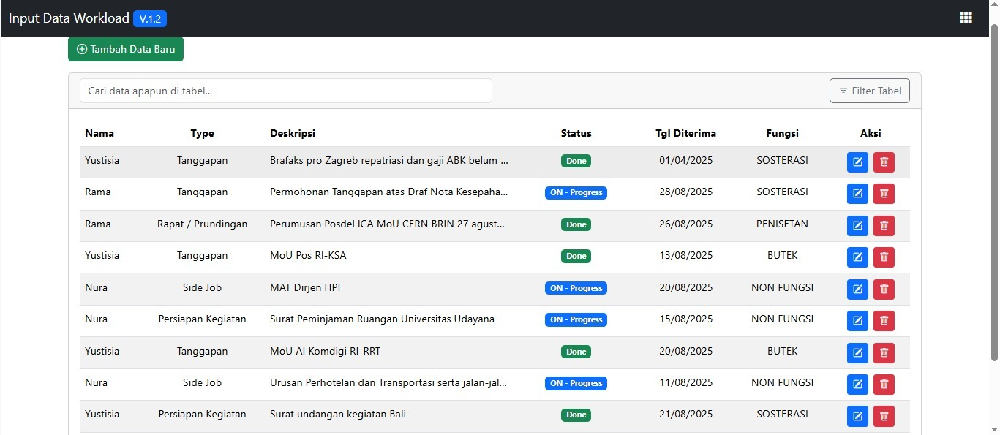 Input Data Workload V.1.2
Tambah Data Baru
Cari data apapun di tabel... Filter Tabel
Nama Type Deskripsi Status Tgl Diterima Fungsi Aksi
Yustisia Tanggapan Brafaks pro Zagreb repatriasi dan gaji ABK belum ... Done 01/04/2025 SOSTERASI
Rama Tanggapan Permohonan Tanggapan atas Draf Nota Kesepaha... ON - Progress 28/08/2025 SOSTERASI
Rama Rapat / Prundingan Perumusan Posdel ICA MoU CERN BRIN 27 agust... Done 26/08/2025 PENISETAN
Yustisia Tanggapan MoU Pos RI-KSA Done 13/08/2025 BUTEK
Nura Side Job MAT Dirjen HPI ON - Progress 20/08/2025 NON FUNGSI
Nura Persiapan Kegiatan Surat Peminjaman Ruangan Universitas Udayana ON - Progress 15/08/2025 NON FUNGSI
Yustisia Tanggapan MoU AI Komdigi RI-RRT Done 20/08/2025 BUTEK
Nura Side Job Urusan Perhotelan dan Transportasi serta jalan-jal... ON - Progress 11/08/2025 NON FUNGSI
Yustisia Persiapan Kegiatan Surat undangan kegiatan Bali Done 21/08/2025 SOSTERASI